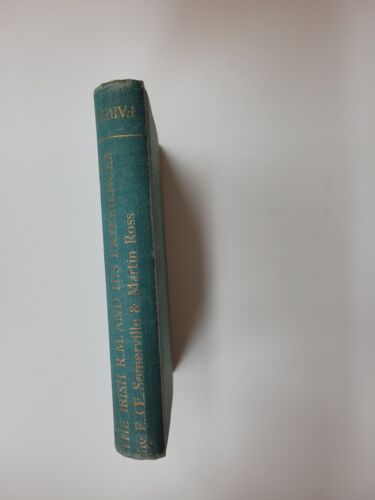 THE IRISH R.M. AND HIS EXPERIENCES
by E. Œ. Somerville & Martin Ross
FABER